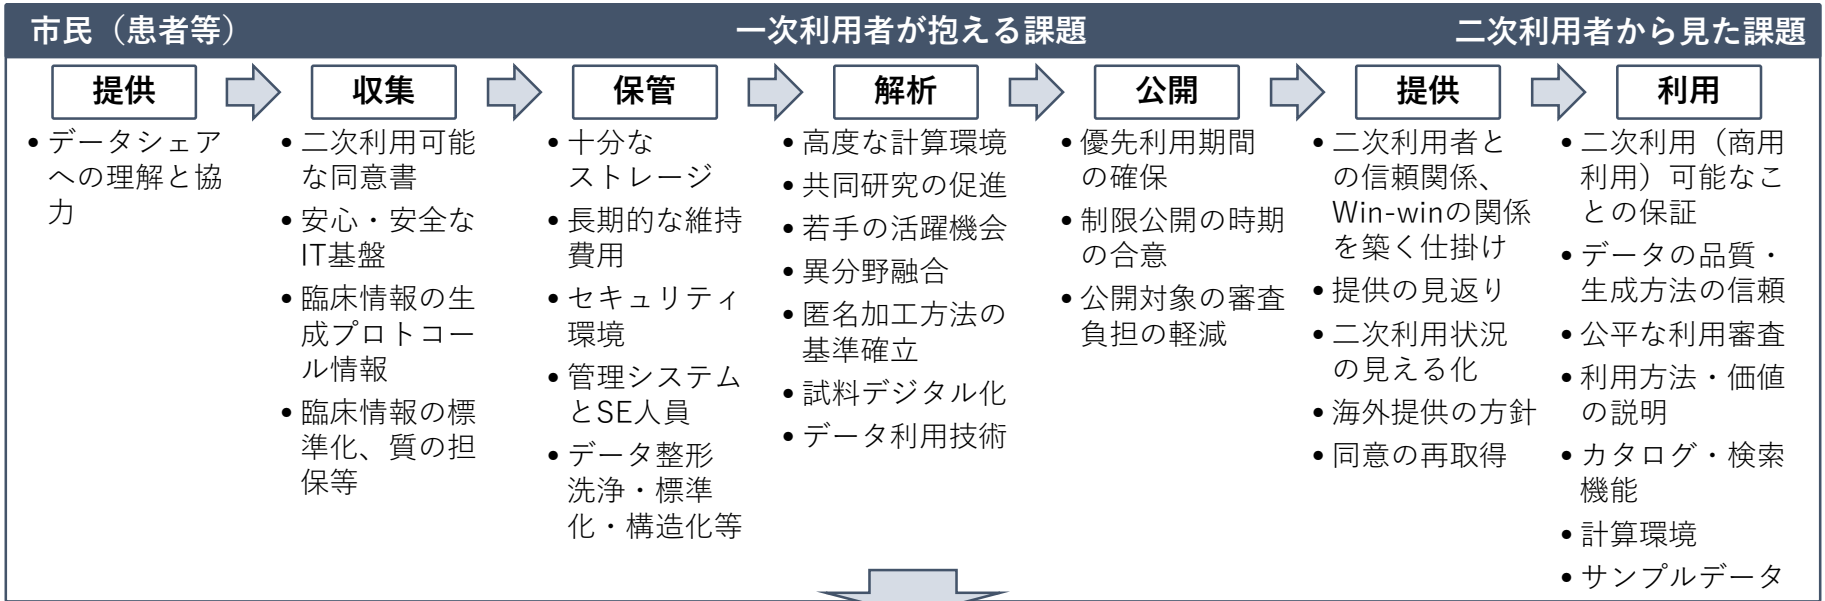 市民（患者等）
一次利用者が抱える課題
二次利用者から見た課題
提供
• データシェア
への理解と協
力
収集
• 二次利用可能
な同意書
• 安心・安全な
IT基盤
• 臨床情報の生
成プロトコー
ル情報
• 臨床情報の標
準化、質の担
保等
保管
• 十分な
ストレージ
• 長期的な維持
費用
• セキュリティ
環境
• 管理システム
とSE人員
• データ整形
洗浄・標準
化・構造化等
解析
• 高度な計算環境
• 共同研究の促進
• 若手の活躍機会
• 異分野融合
• 匿名加工方法の
基準確立
• 試料デジタル化
• データ利用技術
公開
• 優先利用期間
の確保
• 制限公開の時期
の合意
• 公開対象の審査
負担の軽減
提供
• 二次利用者と
の信頼関係、
Win-winの関係
を築く仕掛け
• 提供の見返り
• 二次利用状況
の見える化
• 海外提供の方針
• 同意の再取得
利用
• 二次利用（商用
利用）可能なこ
との保証
• データの品質・
生成方法の信頼
• 公平な利用審査
• 利用方法・価値
の説明
• カタログ・検索
機能
• 計算環境
• サンプルデータ